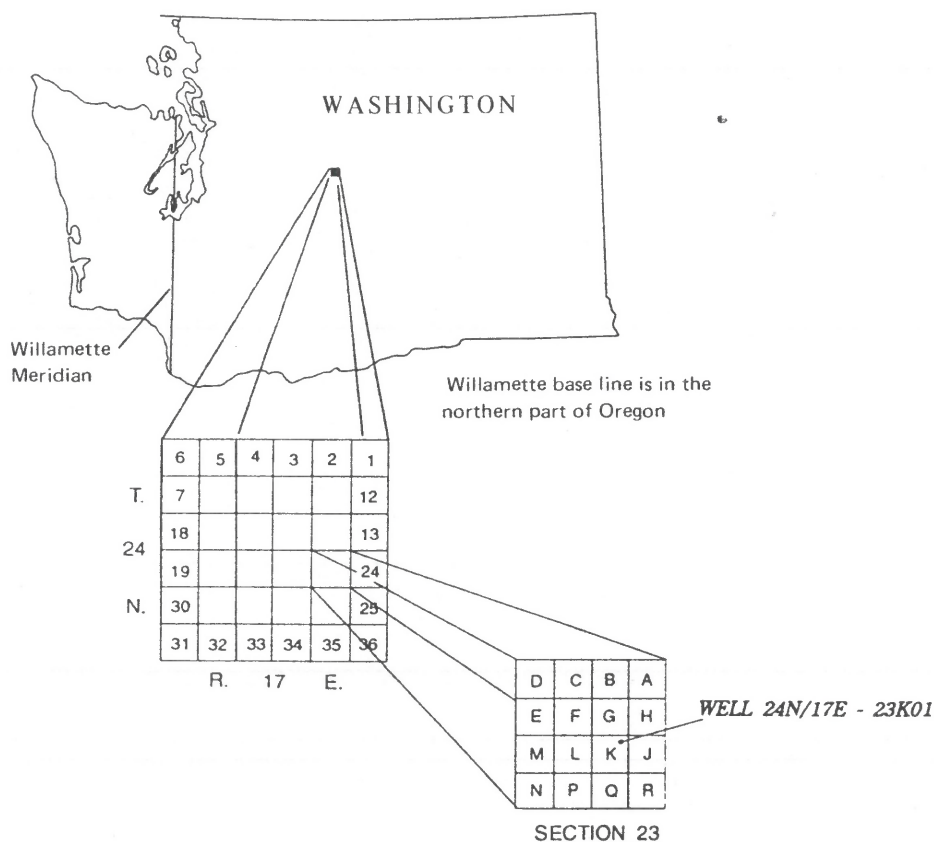 WASHINGTON
Willamette
Meridian
Willamette base line is in the
northern part of Oregon
6 5 4 3 2 1
T. 7 12
18 13
24
19 24
N. 30 25
31 32 33 34 35 36
R. 17 E.
D C B A
E F G H
WELL 24N/17E - 23K01
M L K J
N P Q R
SECTION 23